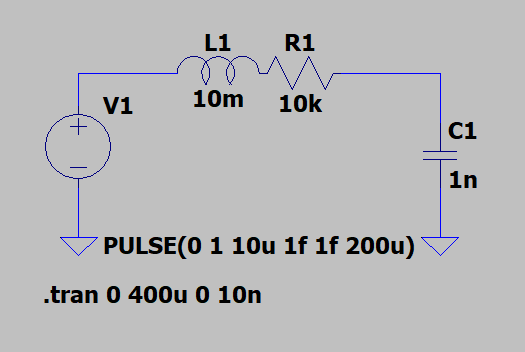 L1
R1
10m
10k
V1
C1
1n
PULSE(0 1 10u 1f 1f 200u)
.tran 0 400u 0 10n